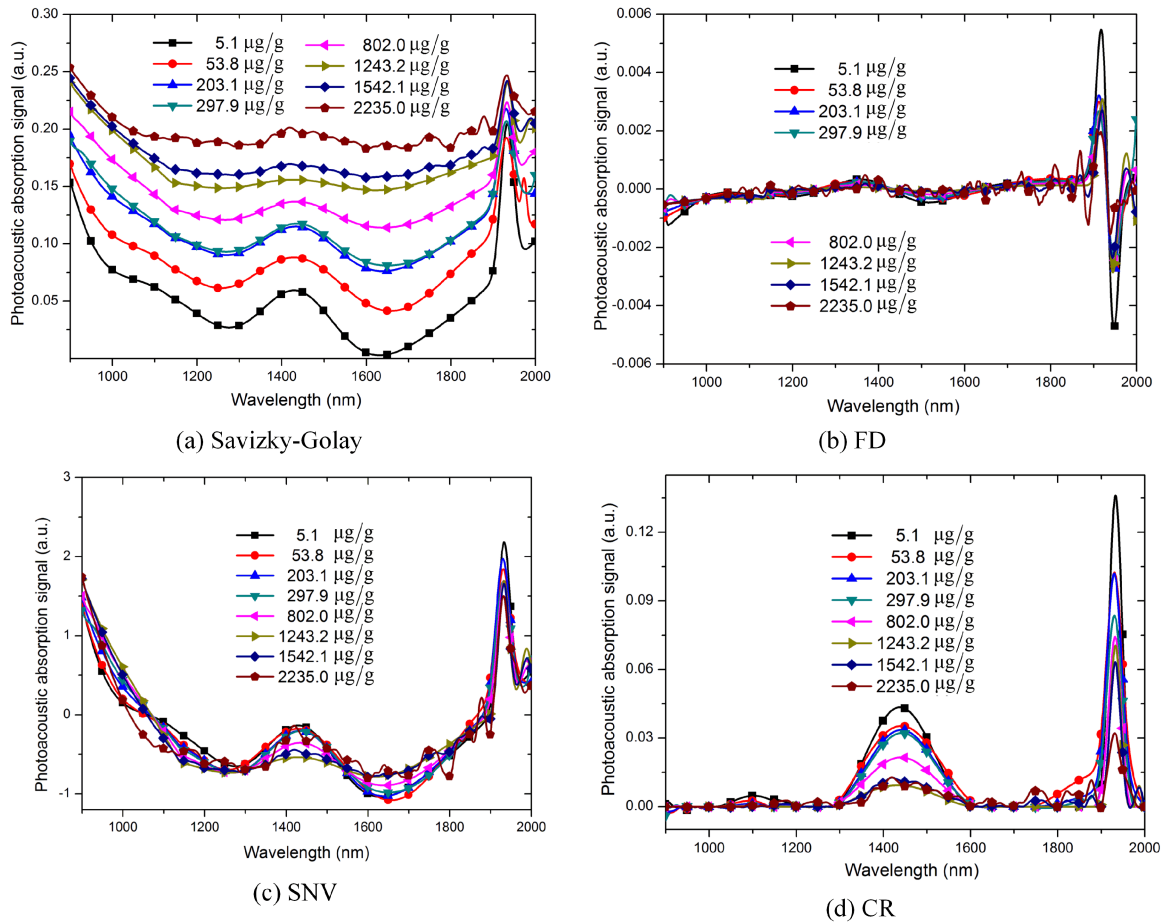 0.30
0.25
0.20
0.15
0.10
0.05
Photoacoustic absorption signal (a.u.)
5.1 µg/g
53.8 µg/g
203.1 µg/g
297.9 µg/g
802.0 µg/g
1243.2 µg/g
1542.1 µg/g
2235.0 µg/g
1000 1200 1400 1600 1800 2000
Wavelength (nm)
(a) Savizky-Golay
0.006
0.004
0.002
0.000
-0.002
-0.004
-0.006
Photoacoustic absorption signal (a.u.)
5.1 µg/g
53.8 µg/g
203.1 µg/g
297.9 µg/g
802.0 µg/g
1243.2 µg/g
1542.1 µg/g
2235.0 µg/g
1000 1200 1400 1600 1800 2000
Wavelength (nm)
(b) FD
3
2
1
0
-1
Photoacoustic absorption signal (a.u.)
5.1 µg/g
53.8 µg/g
203.1 µg/g
297.9 µg/g
802.0 µg/g
1243.2 µg/g
1542.1 µg/g
2235.0 µg/g
1000 1200 1400 1600 1800 2000
Wavelength (nm)
(c) SNV
0.12
0.09
0.06
0.03
0.00
Photoacoustic absorption signal (a.u.)
5.1 µg/g
53.8 µg/g
203.1 µg/g
297.9 µg/g
802.0 µg/g
1243.2 µg/g
1542.1 µg/g
2235.0 µg/g
1000 1200 1400 1600 1800 2000
Wavelength (nm)
(d) CR